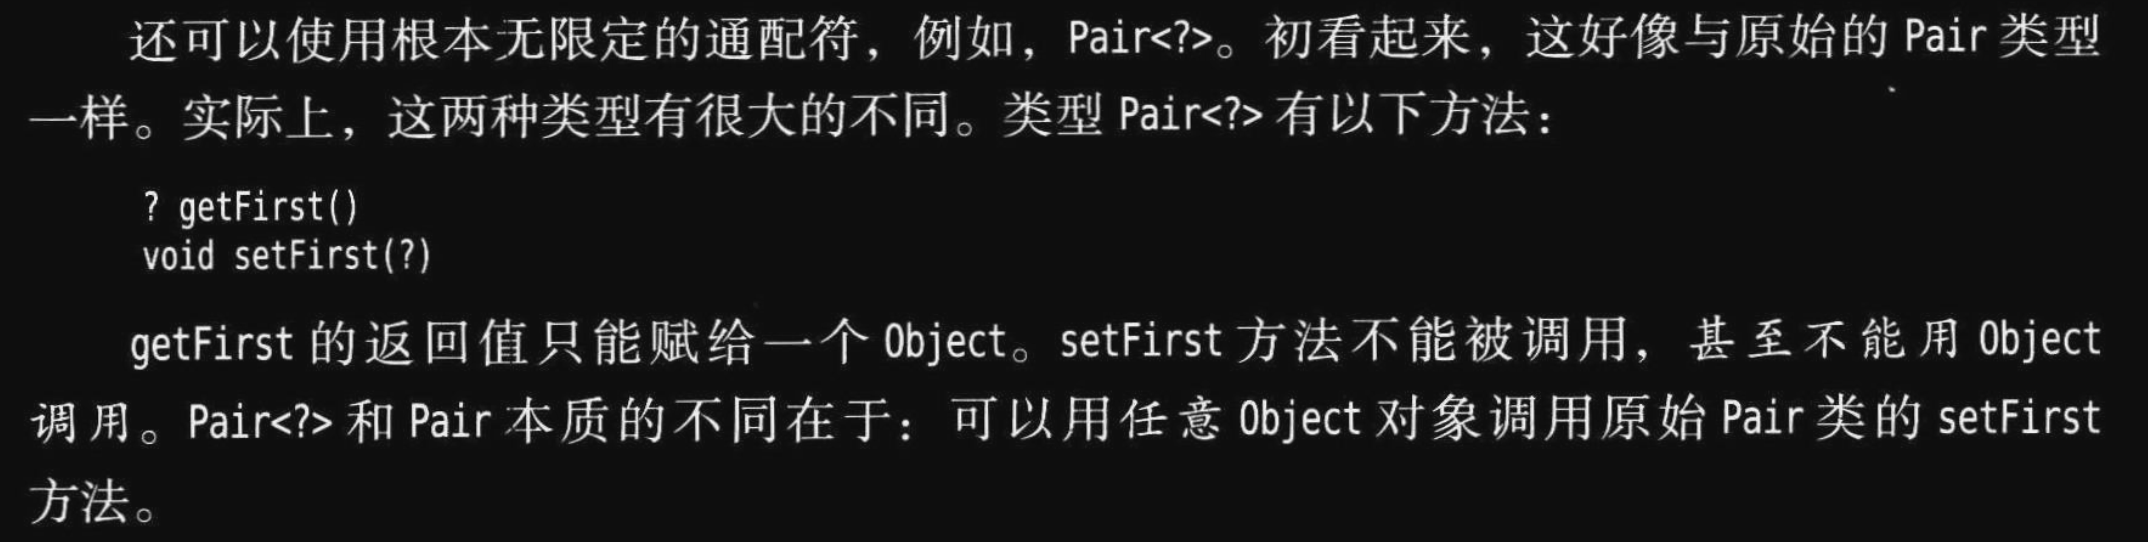 还可以使用根本无限定的通配符，例如，Pair<?>。初看起来，这好像与原始的 Pair 类型
一样。实际上，这两种类型有很大的不同。类型 Pair<?> 有以下方法：
? getFirst()
void setFirst(?)
getFirst 的返回值只能赋给一个 Object。setFirst 方法不能被调用，甚至不能用 Object
调用。Pair<?> 和 Pair 本质的不同在于：可以用任意 Object 对象调用原始 Pair 类的 setFirst
方法。